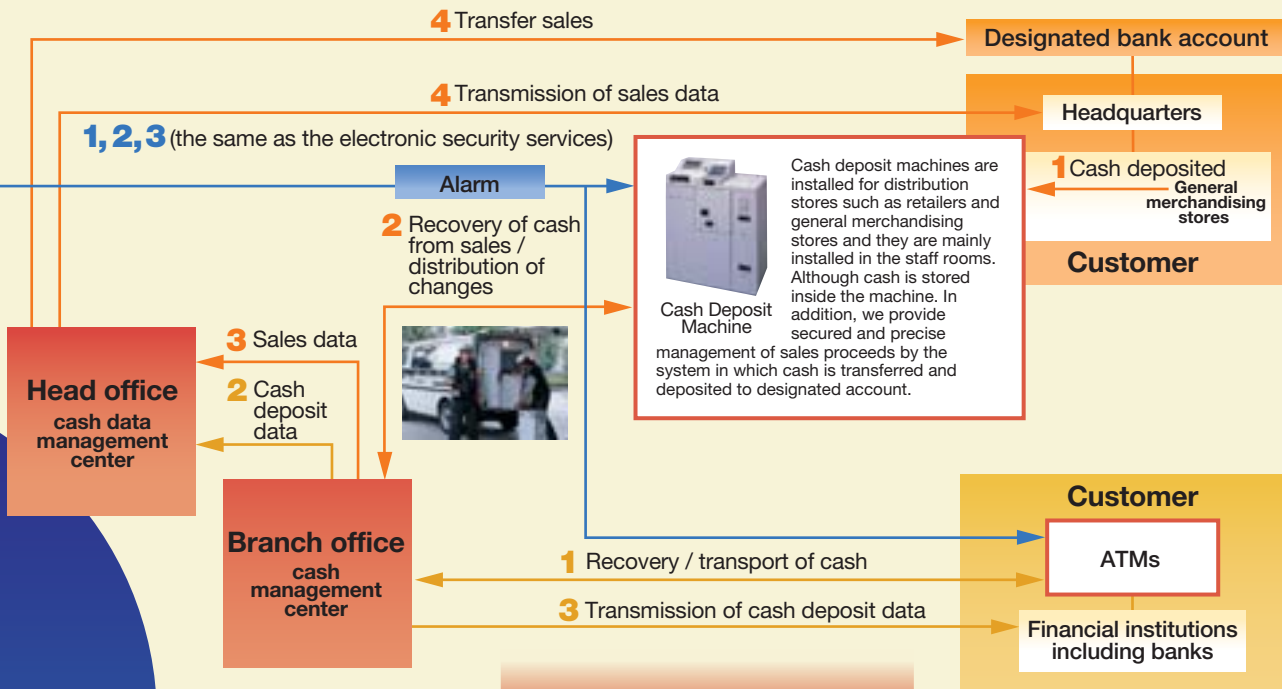 4 Transfer sales
Designated bank account
4 Transmission of sales data
Headquarters
1, 2, 3 (the same as the electronic security services)
Alarm
1 Cash deposited
General
merchandising
stores
Customer
2 Recovery of cash
from sales /
distribution of
changes
Cash Deposit
Machine
Cash deposit machines are
installed for distribution
stores such as retailers and
general merchandising
stores and they are mainly
installed in the staff rooms.
Although cash is stored
inside the machine. In
addition, we provide
secured and precise
management of sales proceeds by the
system in which cash is transferred and
deposited to designated account.
3 Sales data
Head office
cash data
management
center
2 Cash
deposit
data
Branch office
cash
management
center
Customer
ATMs
1 Recovery / transport of cash
3 Transmission of cash deposit data
Financial institutions
including banks